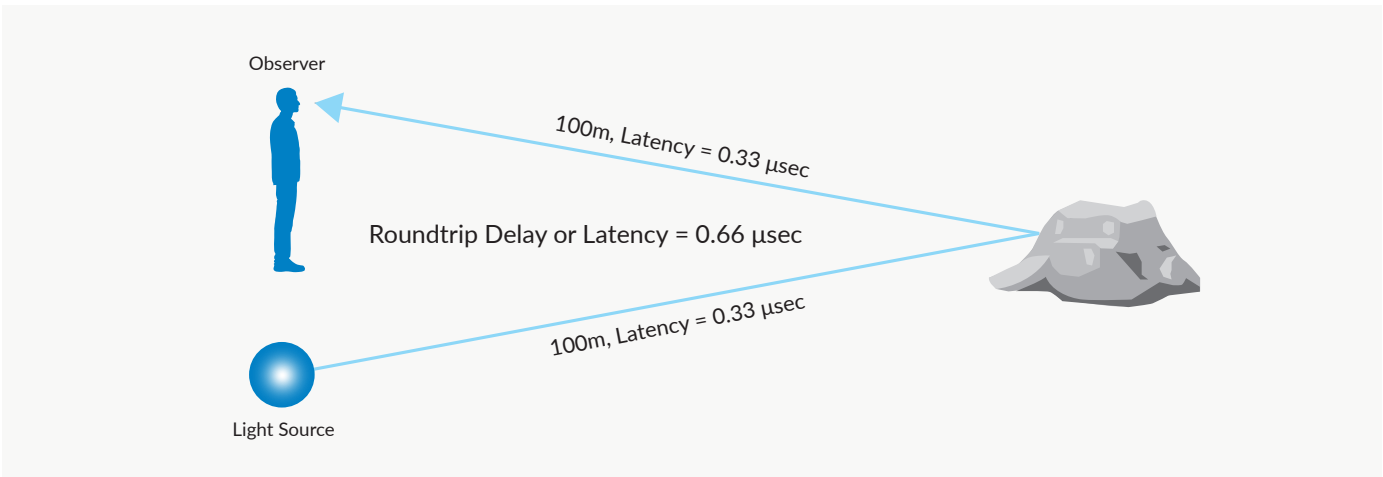 Observer
100m, Latency = 0.33 µsec
Roundtrip Delay or Latency = 0.66 µsec
100m, Latency = 0.33 µsec
Light Source